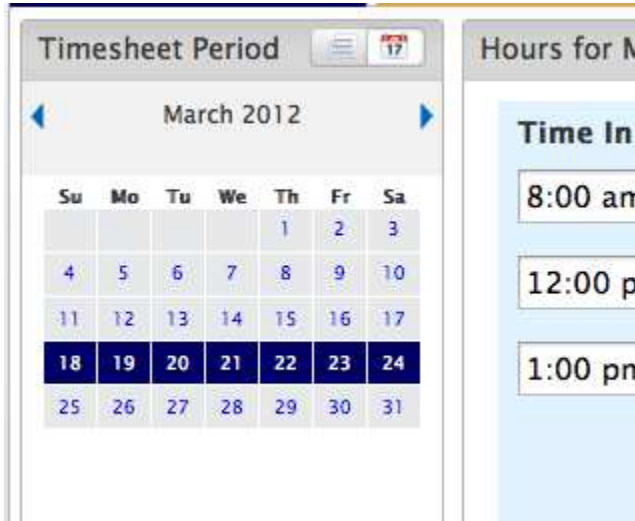 Timesheet Period
17
March 2012
Su Mo Tu We Th Fr Sa
1 2 3
4 5 6 7 8 9 10
11 12 13 14 15 16 17
18 19 20 21 22 23 24
25 26 27 28 29 30 31
Hours for
Time In
8:00 am
12:00 p
1:00 pm